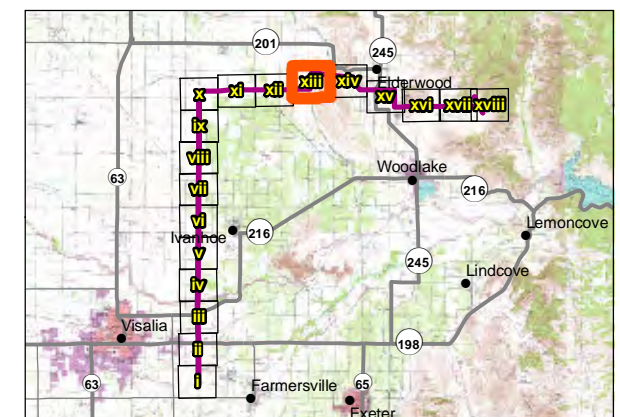 201
245
Elderwood
x
xi
xii
xiii
xiv
xv
xvi
xvii
xviii
ix
viii
Woodlake
63
vii
216
vi
Ivanhoe
216
Lemoncove
v
245
Lindcove
iv
iii
Visalia
198
ii
63
i
Farmersville
65
Exeter